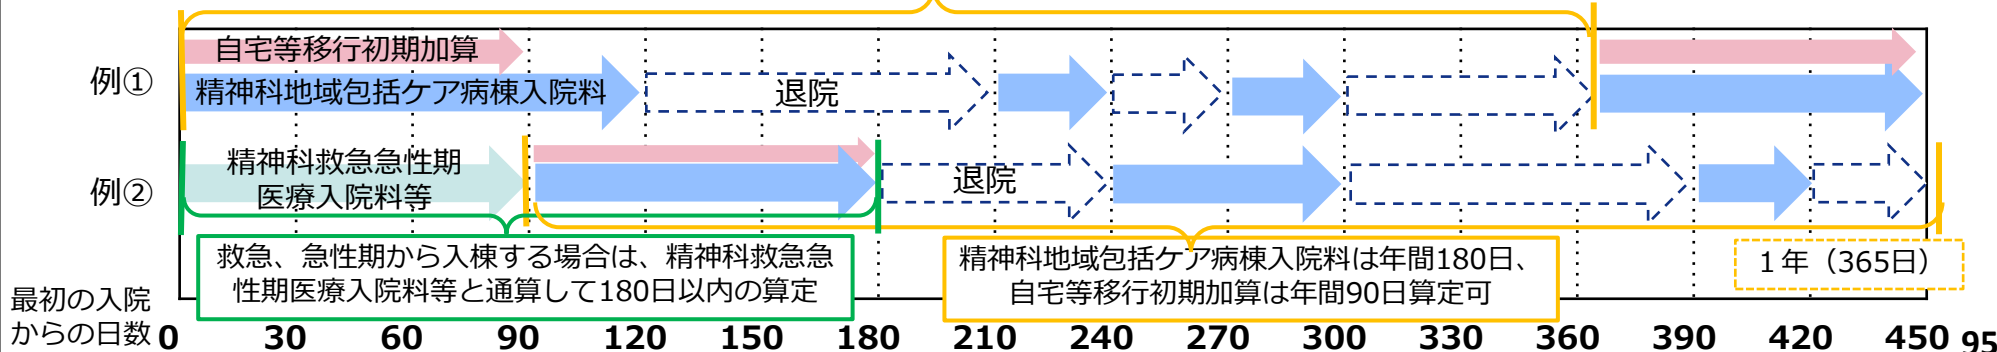 例①
自宅等移行初期加算
精神科地域包括ケア病棟入院料
退院
例②
精神科救急急性期
医療入院料等
退院
救急、急性期から入棟する場合は、精神科救急急
性期医療入院料等と通算して180日以内の算定
精神科地域包括ケア病棟入院料は年間180日、
自宅等移行初期加算は年間90日算定可
１年（365日）
最初の入院
からの日数
0 30 60 90 120 150 180 210 240 270 300 330 360 390 420 450
95